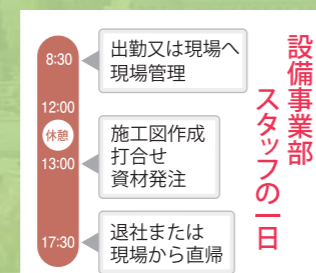 設備事業部
スタッフの一日
8:30
出勤又は現場へ
現場管理
12:00
休憩
13:00
施工図作成
打合せ
資材発注
17:30
退社または
現場から直帰